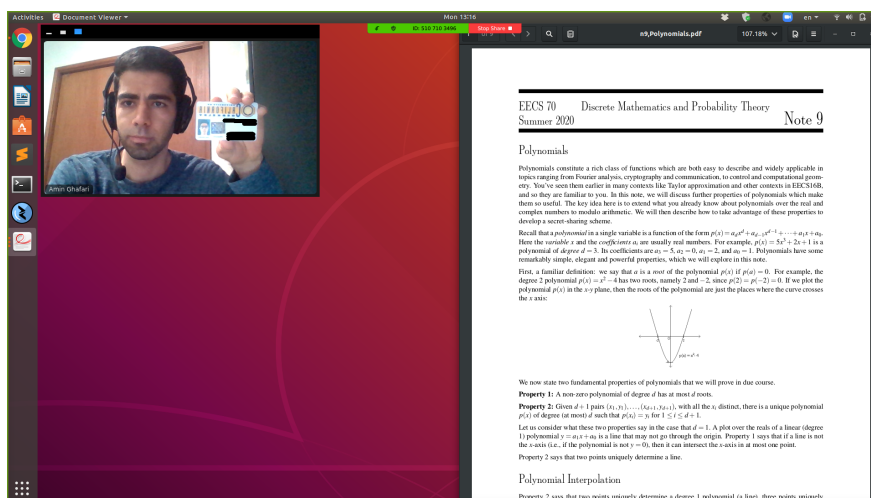 Activities
Document Viewer
Mon 13:16
en
ID: 510 710 3496
Stop Share
n9,Polynomials.pdf
107.18%
Amin Ghafari
EECS 70 Discrete Mathematics and Probability Theory
Summer 2020 Note 9
Polynomials
Polynomials constitute a rich class of functions which are both easy to describe and widely applicable in
topics ranging from Fourier analysis, cryptography and communication, to control and computational geom-
etry. You've seen them earlier in many contexts like Taylor approximation and other contexts in EECS16B,
and so they are familiar to you. In this note, we will discuss further properties of polynomials which make
them so useful. The key idea here is to extend what you already know about polynomials over the real and
complex numbers to modulo arithmetic. We will then describe how to take advantage of these properties to
develop a secret-sharing scheme.
Recall that a polynomial in a single variable is a function of the form p(x) = a_d x^d + a_{d−1} x^{d−1} + ⋯ + a_1 x + a_0.
Here the variable x and the coefficients a_i are usually real numbers. For example, p(x) = 5x^3 + 2x + 1 is a
polynomial of degree d = 3. Its coefficients are a_3 = 5, a_2 = 0, a_1 = 2, and a_0 = 1. Polynomials have some
remarkably simple, elegant and powerful properties, which we will explore in this note.
First, a familiar definition: we say that a is a root of the polynomial p(x) if p(a) = 0. For example, the
degree 2 polynomial p(x) = x^2 − 4 has two roots, namely 2 and −2, since p(2) = p(−2) = 0. If we plot the
polynomial p(x) in the x-y plane, then the roots of the polynomial are just the places where the curve crosses
the x axis:
We now state two fundamental properties of polynomials that we will prove in due course.
Property 1: A non-zero polynomial of degree d has at most d roots.
Property 2: Given d + 1 pairs (x_1, y_1), …, (x_{d+1}, y_{d+1}), with all the x_i distinct, there is a unique polynomial
p(x) of degree (at most) d such that p(x_i) = y_i for 1 ≤ i ≤ d + 1.
Let us consider what these two properties say in the case that d = 1. A plot over the reals of a linear (degree
1) polynomial y = a_1 x + a_0 is a line that may not go through the origin. Property 1 says that if a line is not
the x-axis (i.e., if the polynomial is not y = 0), then it can intersect the x-axis in at most one point.
Property 2 says that two points uniquely determine a line.
Polynomial Interpolation
Property 2 says that two points uniquely determine a degree 1 polynomial (a line), three points uniquely